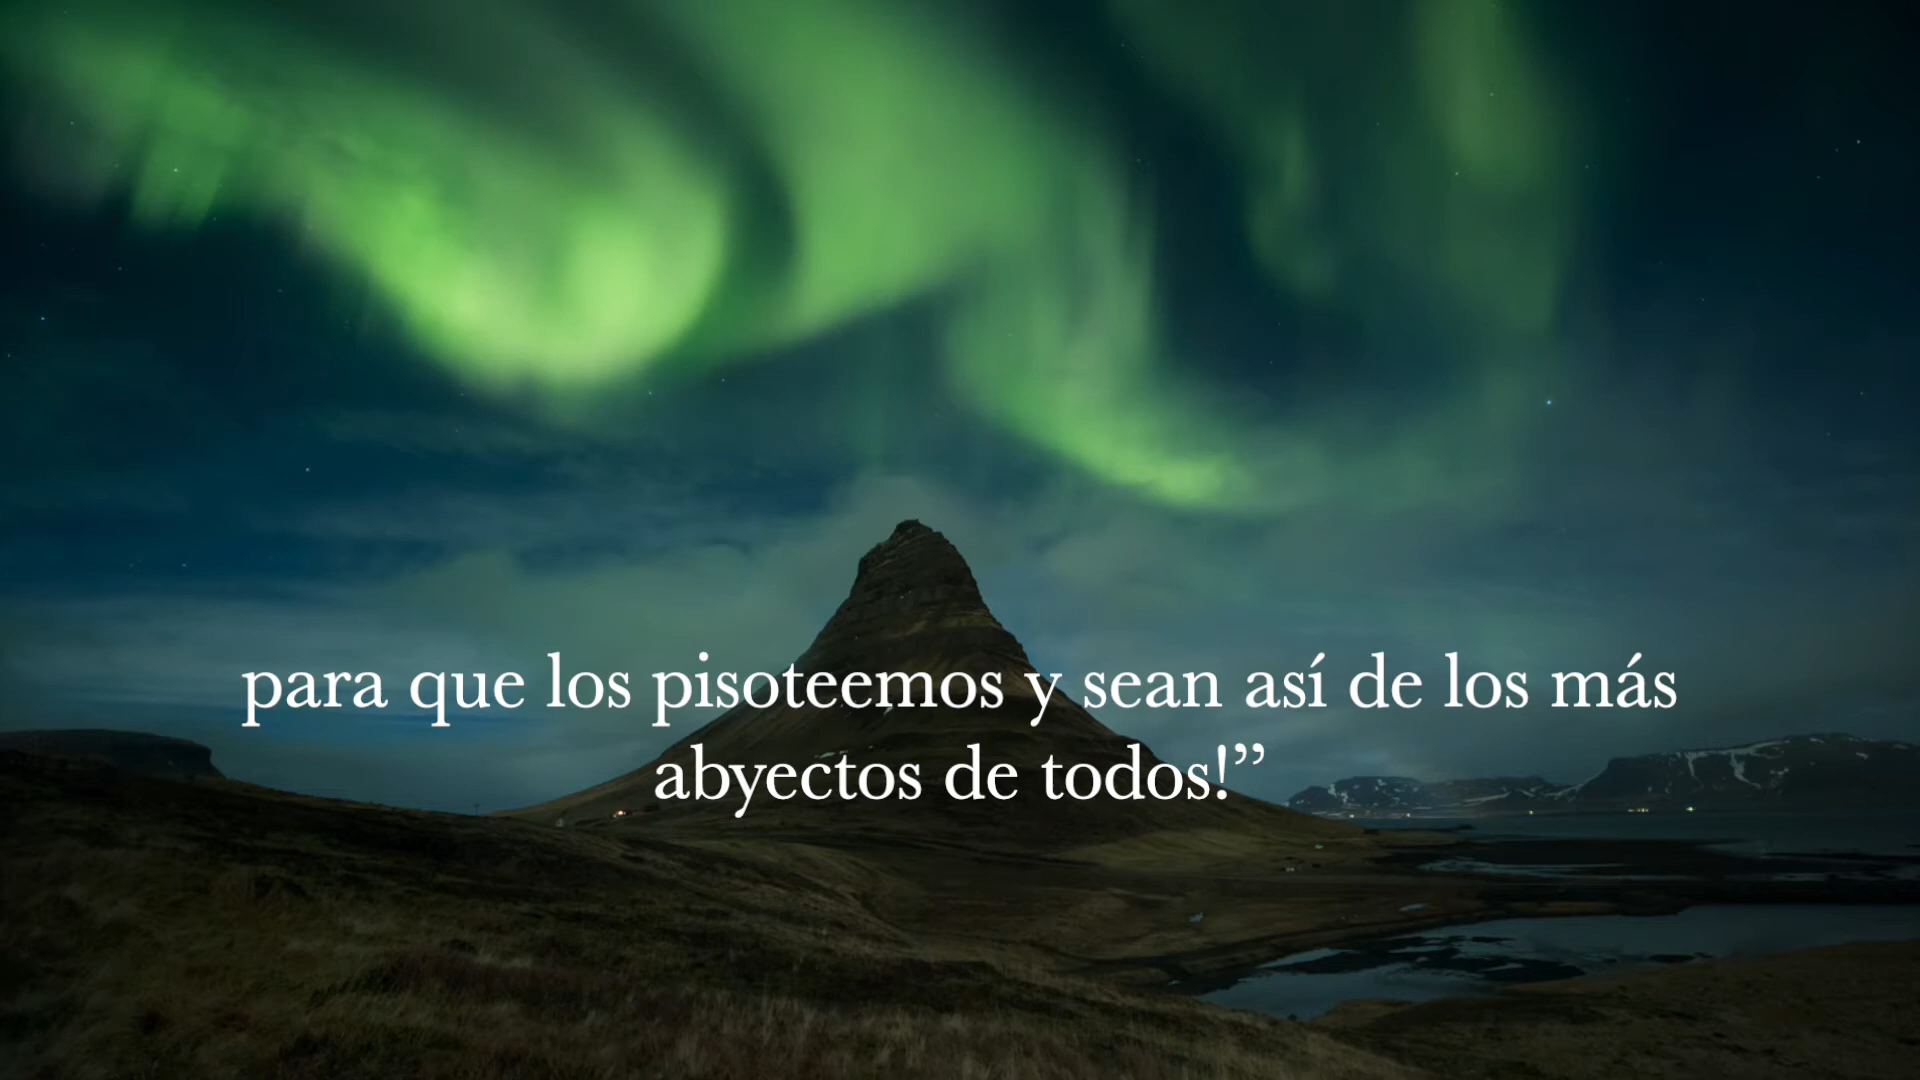 para que los pisoteemos y sean así de los más
abyectos de todos!”